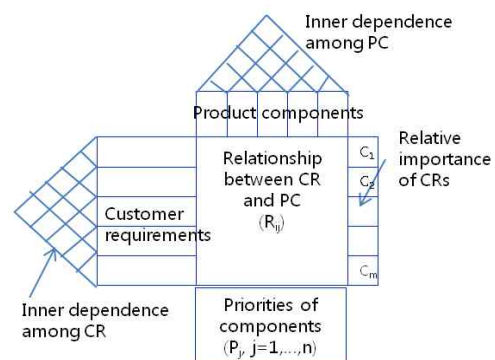 Inner dependence
among PC
Product components
Relationship
between CR
and PC
(Rij)
C1
C2
Cm
Relative
importance
of CRs
Customer
requirements
Inner dependence
among CR
Priorities of
components
(Pj, j=1,...,n)